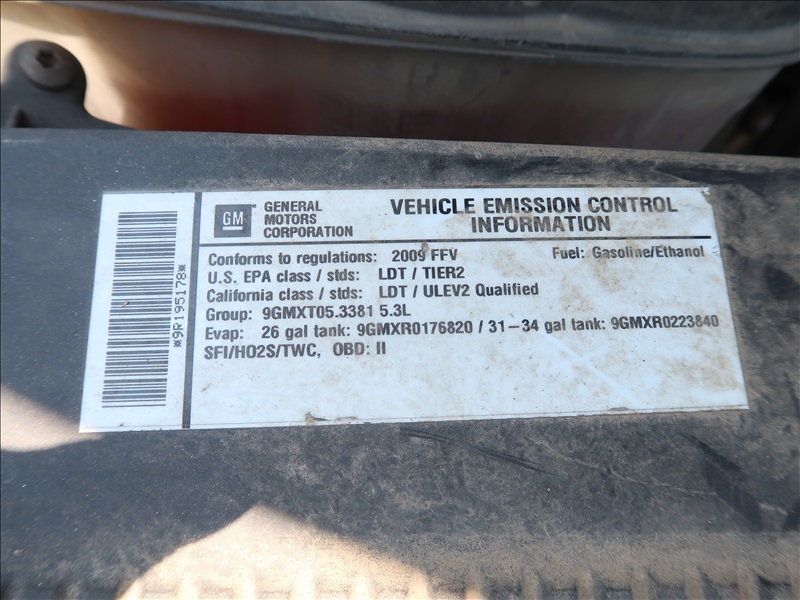 *9R195178*
GM
GENERAL
MOTORS
CORPORATION
VEHICLE EMISSION CONTROL
INFORMATION
Conforms to regulations: 2009 FFV Fuel: Gasoline/Ethanol
U.S. EPA class / stds: LDT / TIER2
California class / stds: LDT / ULEV2 Qualified
Group: 9GMXT05.3381 5.3L
Evap: 26 gal tank: 9GMXR0176820 / 31-34 gal tank: 9GMXR0223840
SFI/HO2S/TWC, OBD: II